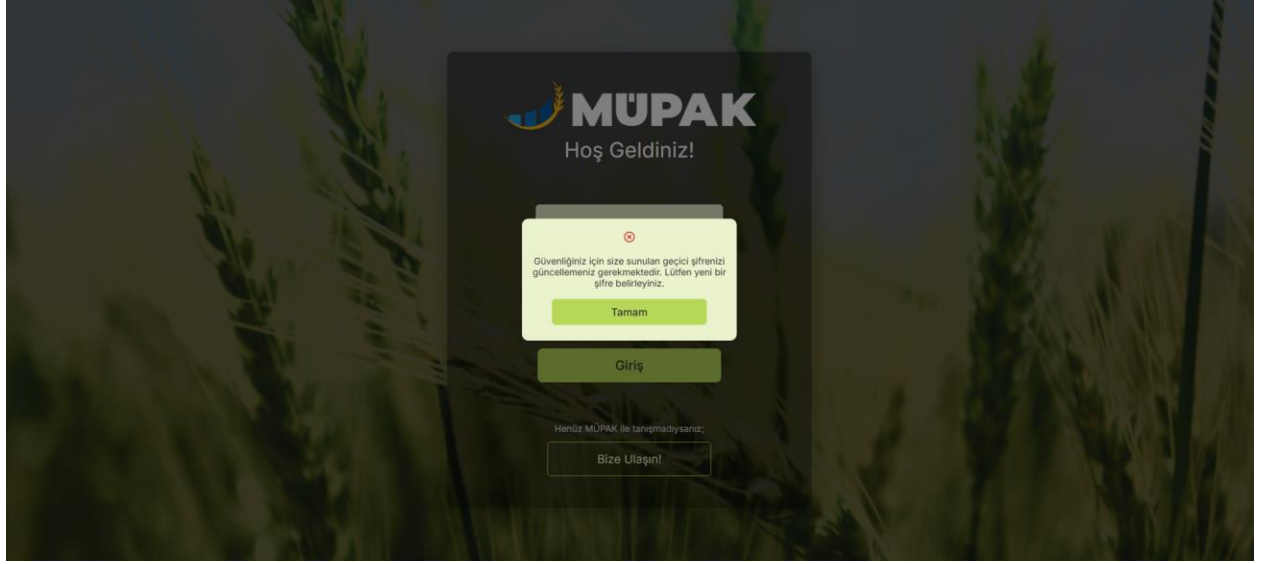 MÜPAK
Hoş Geldiniz!
Güvenliğiniz için size sunulan geçici şifrenizi
güncellemeniz gerekmektedir. Lütfen yeni bir
şifre belirleyiniz.
Tamam
Giriş
Henüz MÜPAK ile tanışmadıysanız;
Bize Ulaşın!